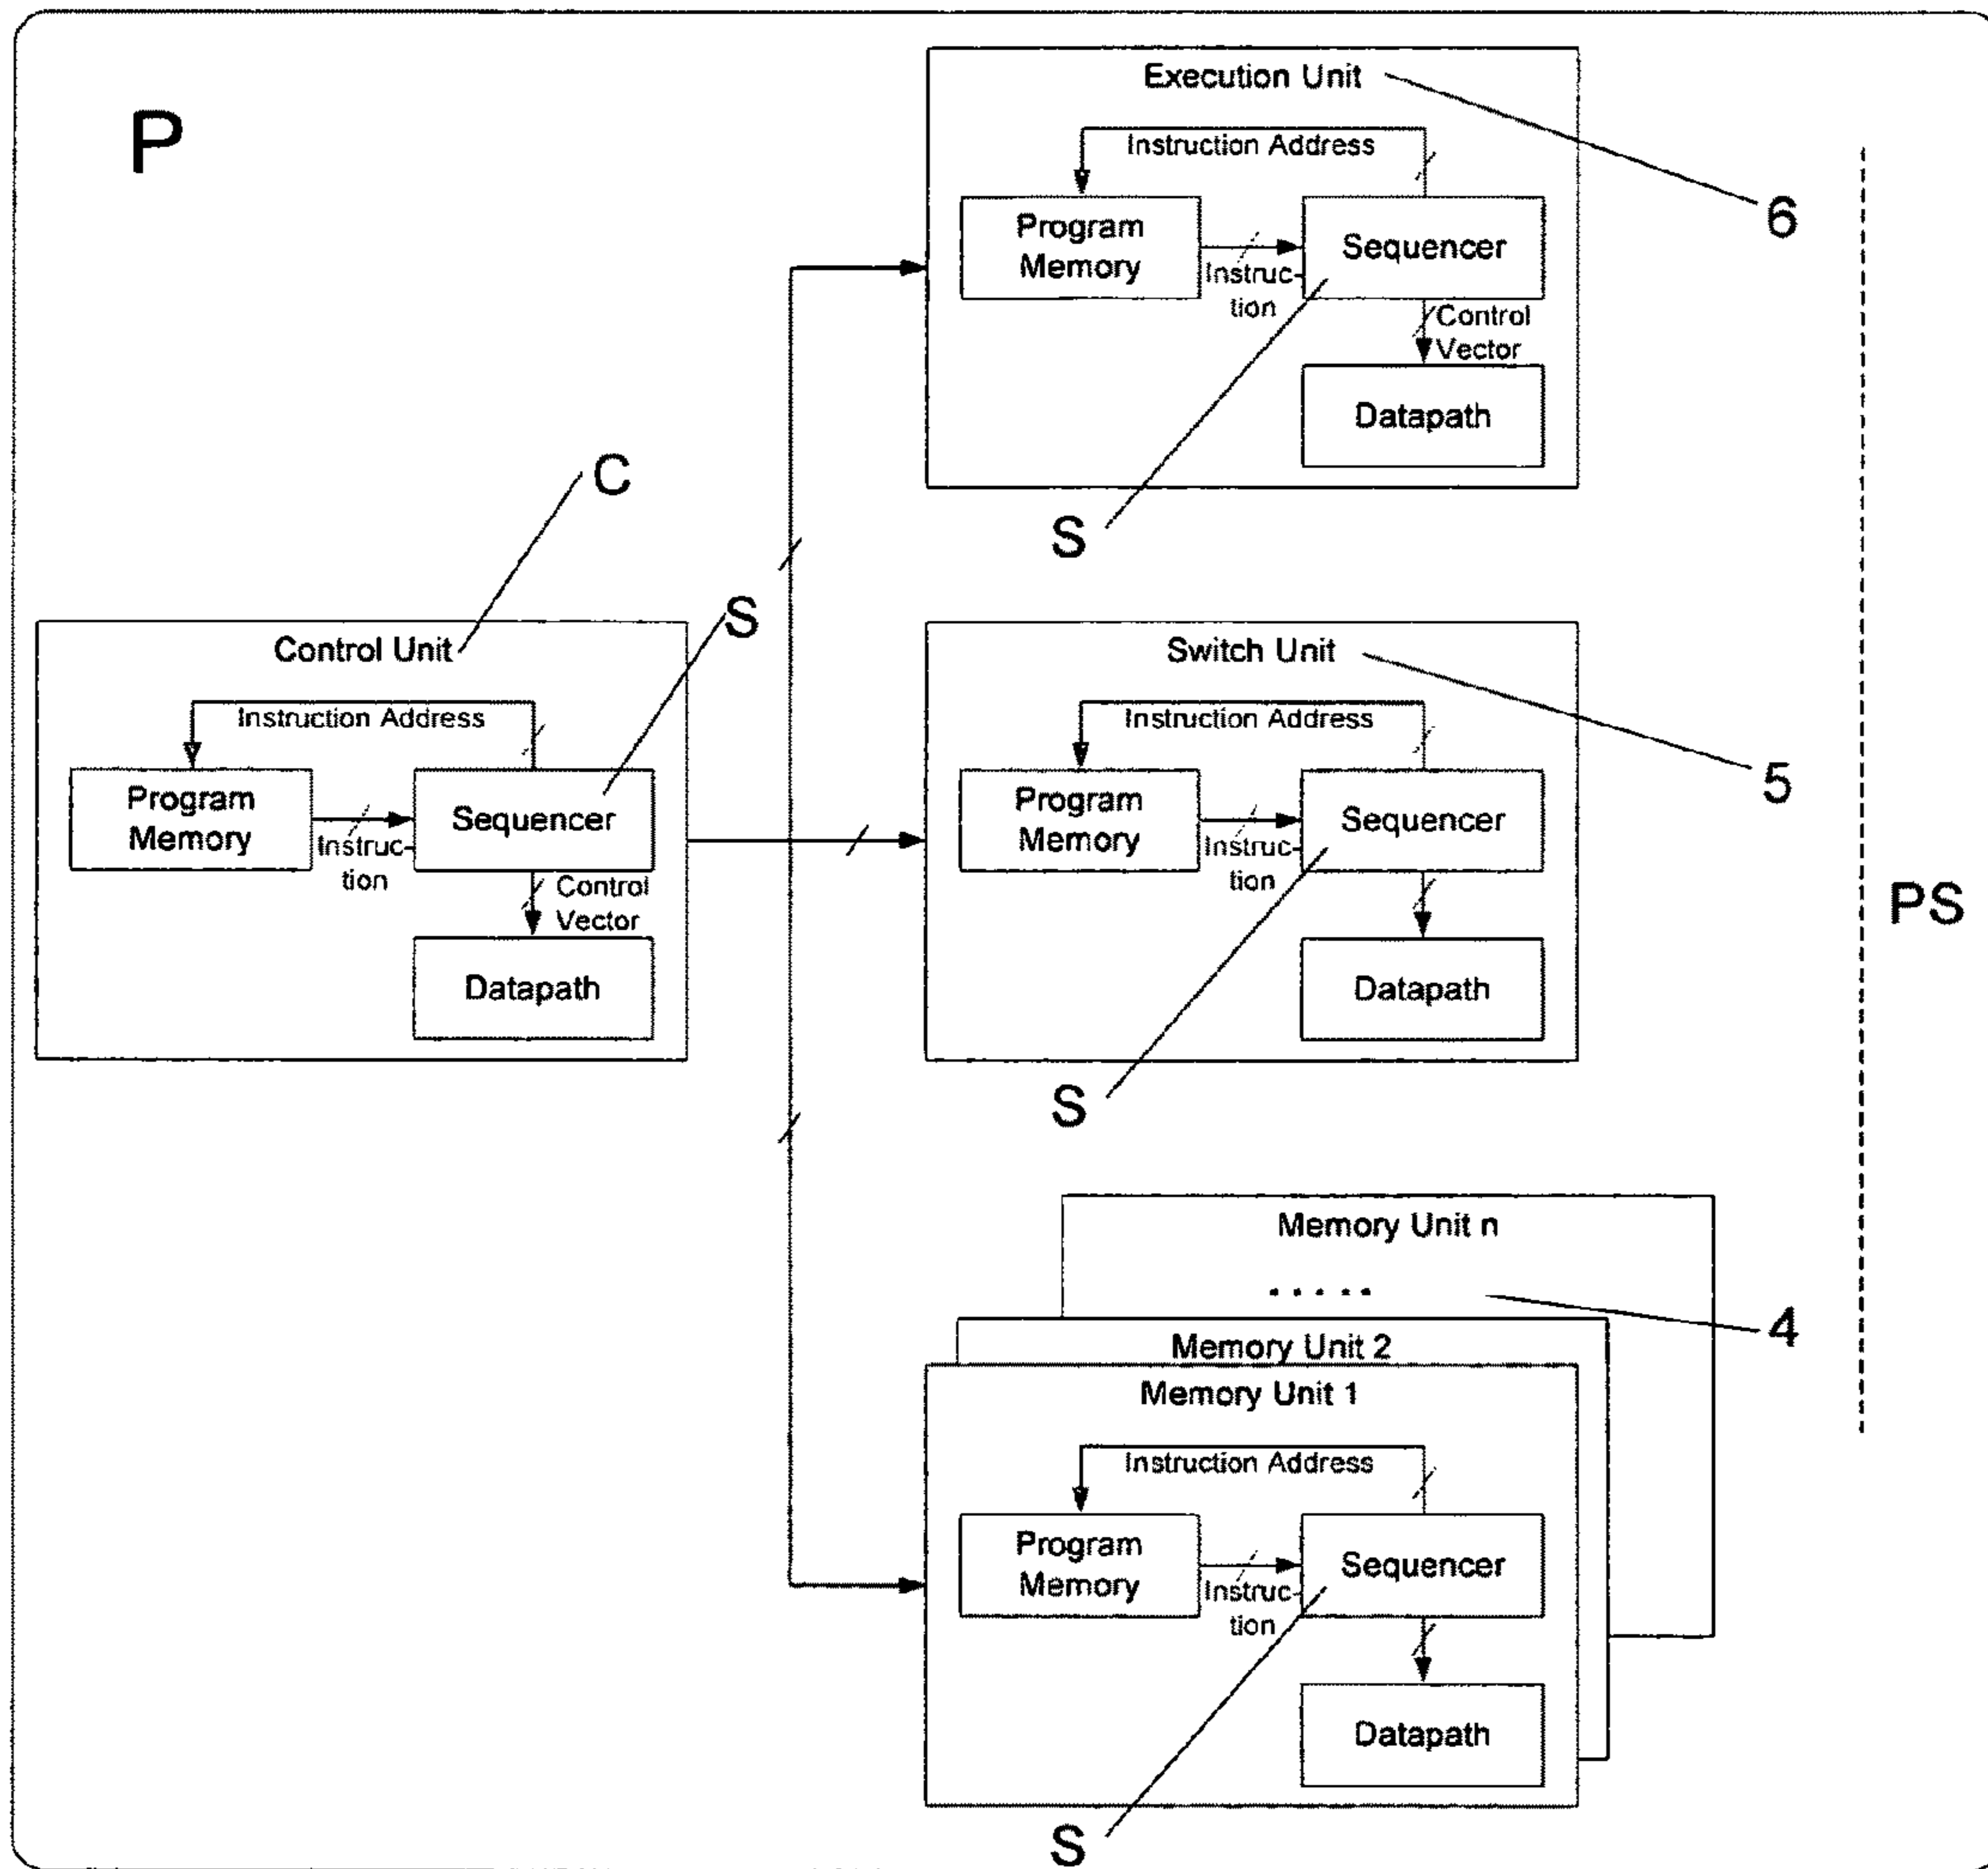 P
Execution Unit
Instruction Address
Program
Memory
Instruc-
tion
Sequencer
Control
Vector
Datapath
6
S
C
S
Control Unit
Instruction Address
Program
Memory
Instruc-
tion
Sequencer
Control
Vector
Datapath
Switch Unit
Instruction Address
Program
Memory
Instruc-
tion
Sequencer
Datapath
5
S
PS
Memory Unit n
.....
4
Memory Unit 2
Memory Unit 1
Instruction Address
Program
Memory
Instruc-
tion
Sequencer
Datapath
S